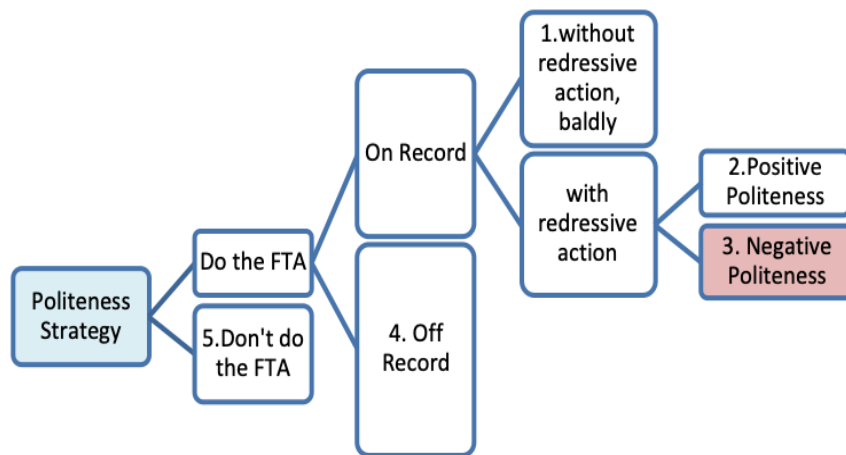 Politeness
Strategy
Do the FTA
5.Don't do
the FTA
On Record
4. Off
Record
1.without
redressive
action,
baldly
with
redressive
action
2.Positive
Politeness
3. Negative
Politeness